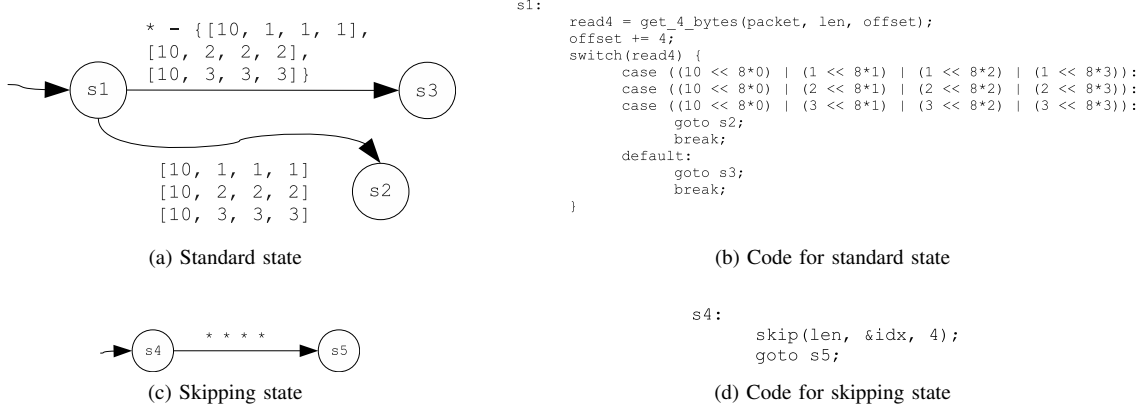 * - {[10, 1, 1, 1],
[10, 2, 2, 2],
[10, 3, 3, 3]}
s1
s3
[10, 1, 1, 1]
[10, 2, 2, 2]
[10, 3, 3, 3]
s2
(a) Standard state
s1:
read4 = get_4_bytes(packet, len, offset);
offset += 4;
switch(read4) {
case ((10 << 8*0) | (1 << 8*1) | (1 << 8*2) | (1 << 8*3)):
case ((10 << 8*0) | (2 << 8*1) | (2 << 8*2) | (2 << 8*3)):
case ((10 << 8*0) | (3 << 8*1) | (3 << 8*2) | (3 << 8*3)):
goto s2;
break;
default:
goto s3;
break;
}
(b) Code for standard state
s4
* * * *
s5
(c) Skipping state
s4:
skip(len, &idx, 4);
goto s5;
(d) Code for skipping state